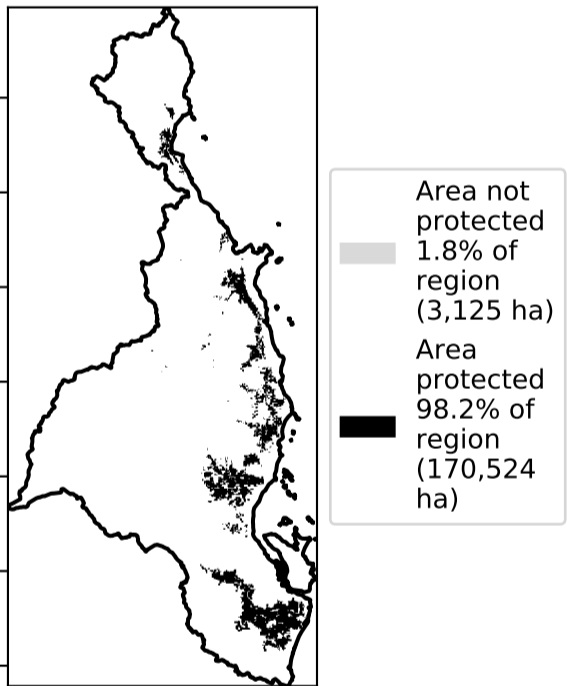 Area not
protected
1.8% of
region
(3,125 ha)
Area
protected
98.2% of
region
(170,524
ha)